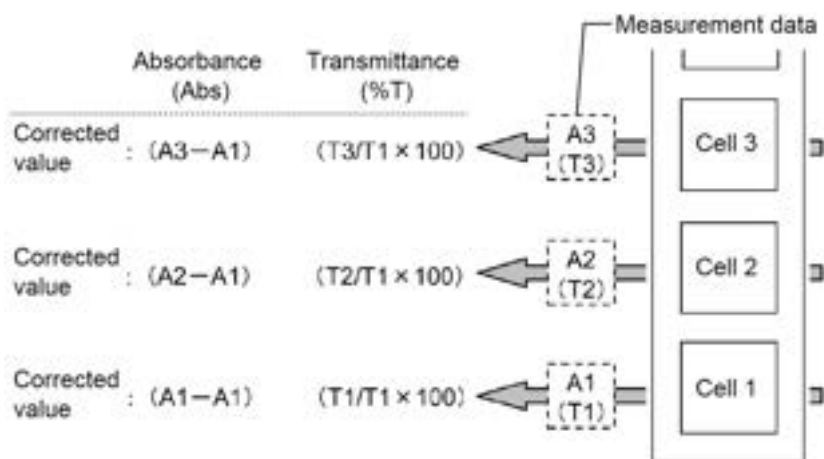 Measurement data
Absorbance Transmittance
(Abs) (%T)
Corrected value : (A3－A1) (T3/T1 × 100) A3 (T3) Cell 3
Corrected value : (A2－A1) (T2/T1 × 100) A2 (T2) Cell 2
Corrected value : (A1－A1) (T1/T1 × 100) A1 (T1) Cell 1